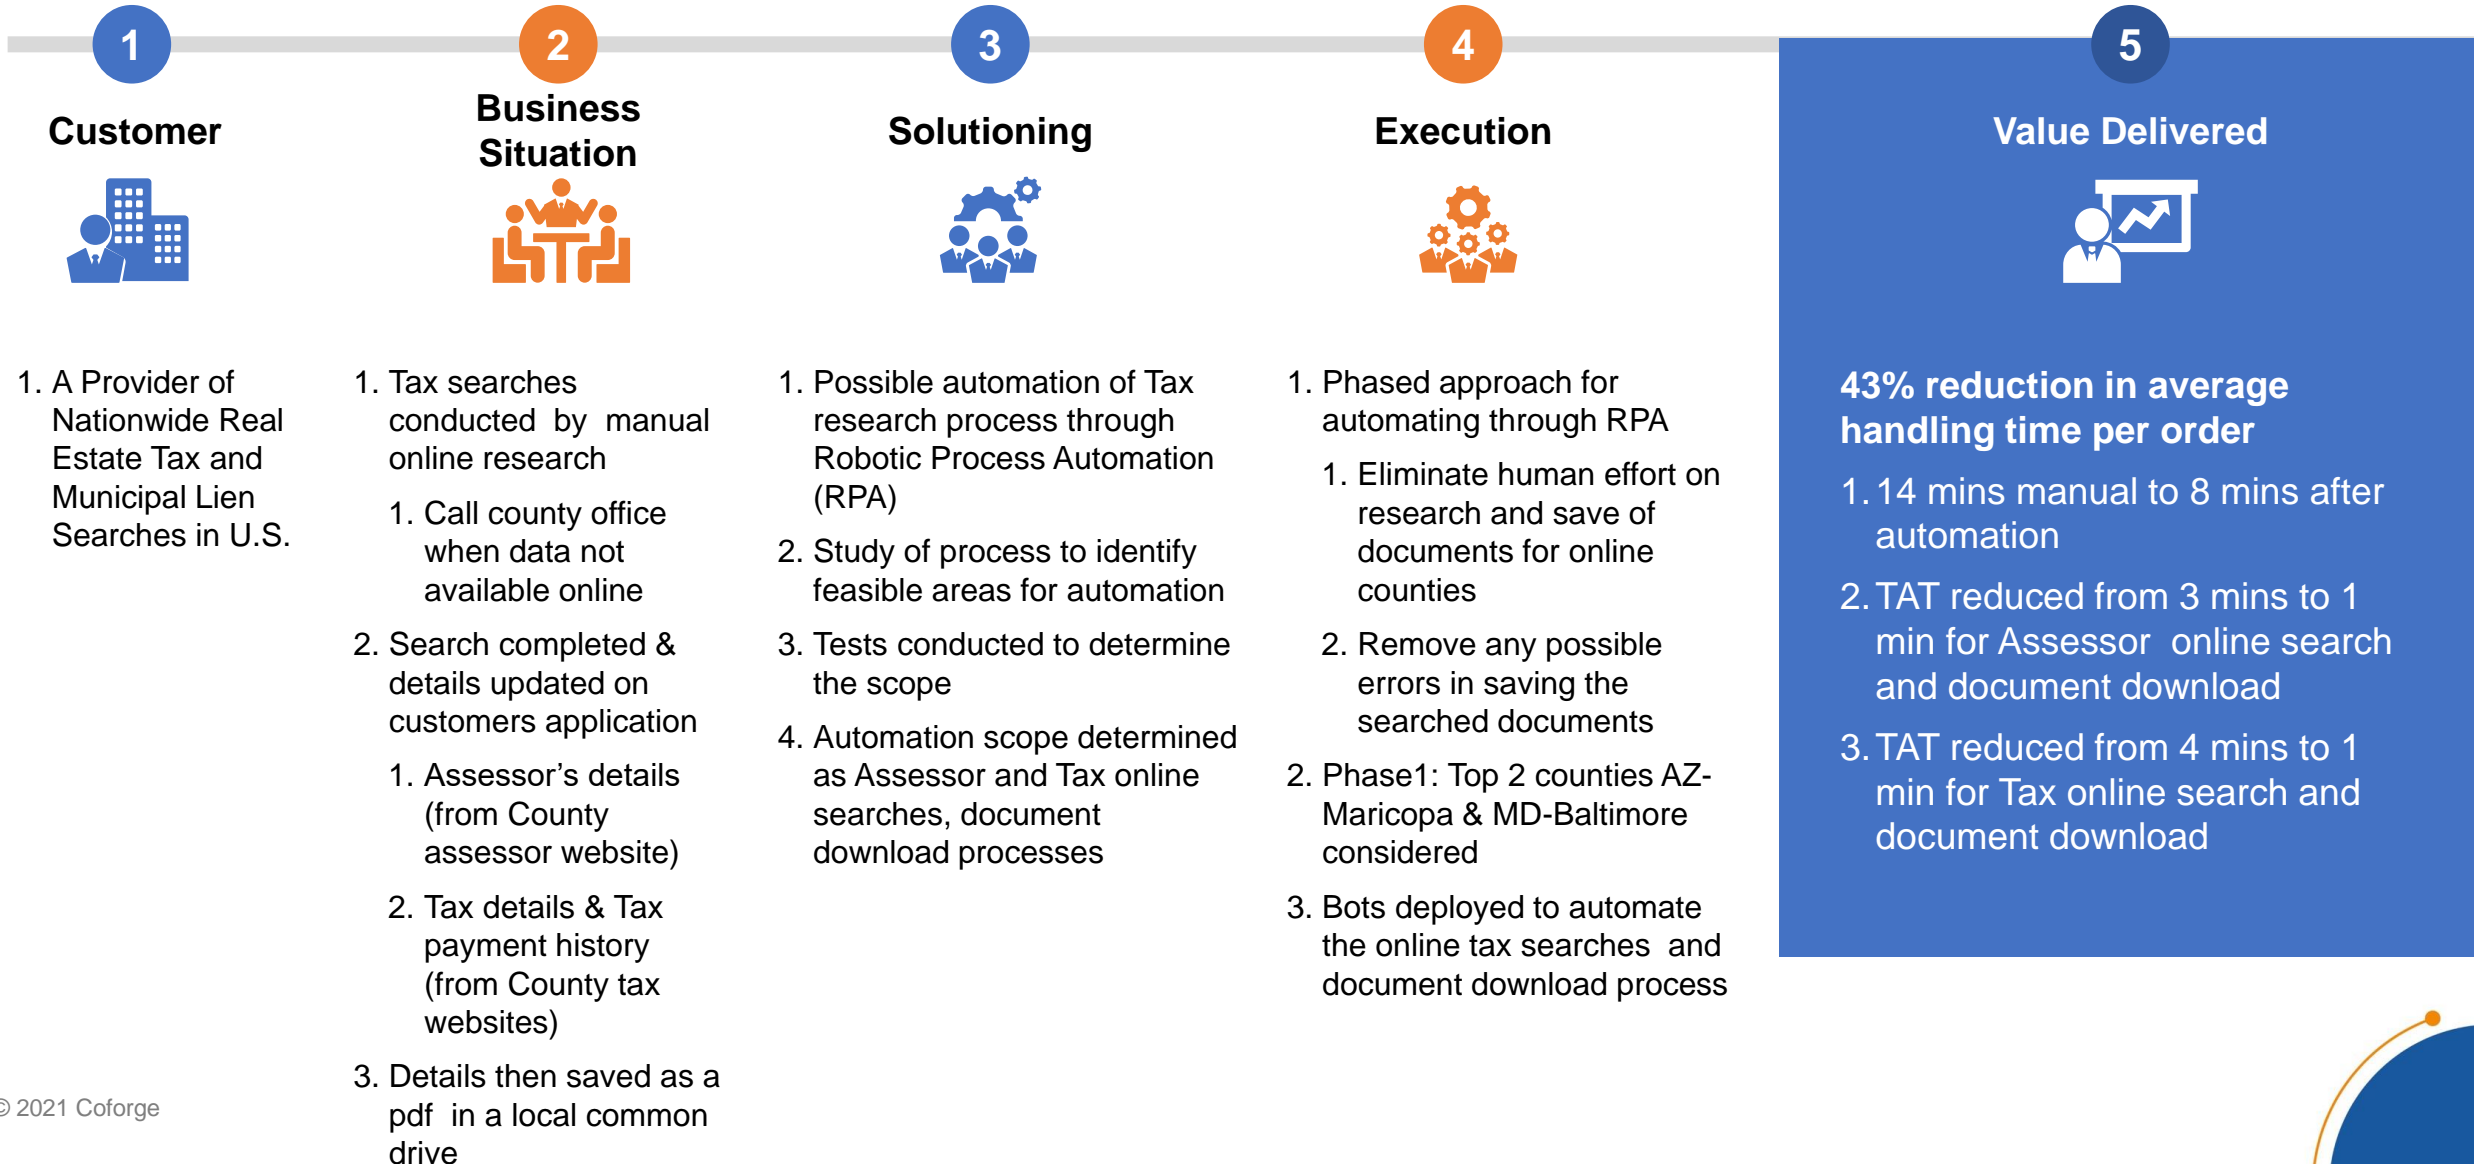 1
Customer
1. A Provider of
Nationwide Real
Estate Tax and
Municipal Lien
Searches in U.S.
2
Business
Situation
1. Tax searches
conducted by manual
online research
1. Call county office
when data not
available online
2. Search completed &
details updated on
customers application
1. Assessor’s details
(from County
assessor website)
2. Tax details & Tax
payment history
(from County tax
websites)
3. Details then saved as a
pdf in a local common
drive
3
Solutioning
1. Possible automation of Tax
research process through
Robotic Process Automation
(RPA)
2. Study of process to identify
feasible areas for automation
3. Tests conducted to determine
the scope
4. Automation scope determined
as Assessor and Tax online
searches, document
download processes
4
Execution
1. Phased approach for
automating through RPA
1. Eliminate human effort on
research and save of
documents for online
counties
2. Remove any possible
errors in saving the
searched documents
2. Phase1: Top 2 counties AZ-
Maricopa & MD-Baltimore
considered
3. Bots deployed to automate
the online tax searches and
document download process
5
Value Delivered
43% reduction in average
handling time per order
1. 14 mins manual to 8 mins after
automation
2. TAT reduced from 3 mins to 1
min for Assessor online search
and document download
3. TAT reduced from 4 mins to 1
min for Tax online search and
document download
© 2021 Coforge